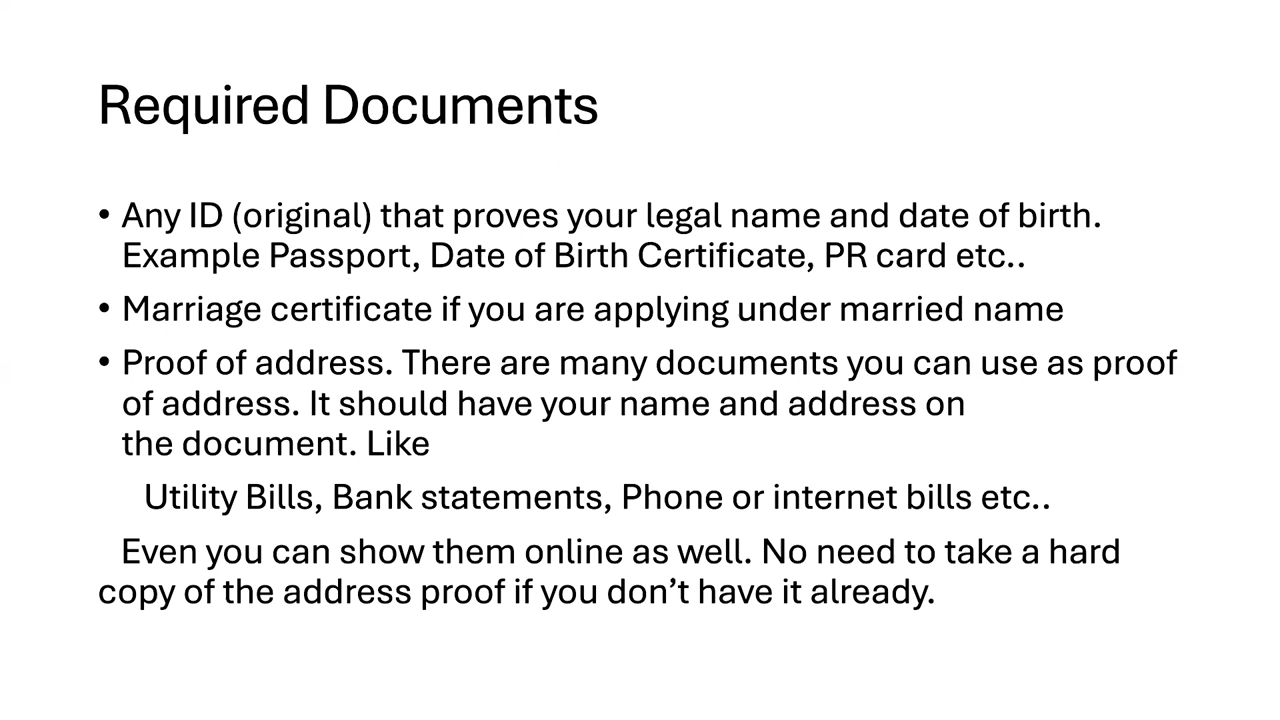 Required Documents
• Any ID (original) that proves your legal name and date of birth.
Example Passport, Date of Birth Certificate, PR card etc..
• Marriage certificate if you are applying under married name
• Proof of address. There are many documents you can use as proof
of address. It should have your name and address on
the document. Like
Utility Bills, Bank statements, Phone or internet bills etc..
Even you can show them online as well. No need to take a hard
copy of the address proof if you don’t have it already.